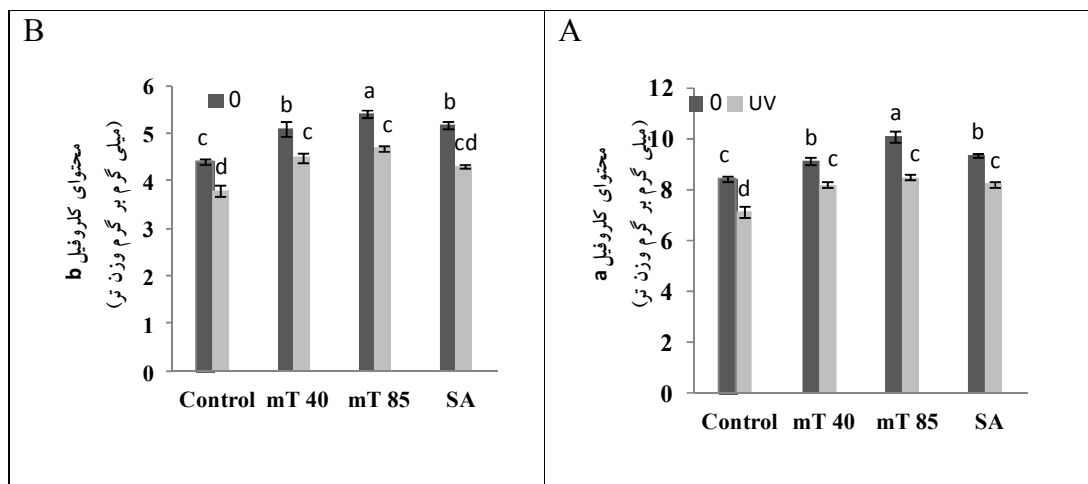 B
محتوای کلروفیل b
(میلی گرم بر گرم وزن تر)
6
5
4
3
2
1
0
0
c
d
b
c
a
c
b
cd
Control mT 40 mT 85 SA
A
محتوای کلروفیل a
(میلی گرم بر گرم وزن تر)
12
10
8
6
4
2
0
0 UV
c
d
b
c
a
c
b
c
Control mT 40 mT 85 SA